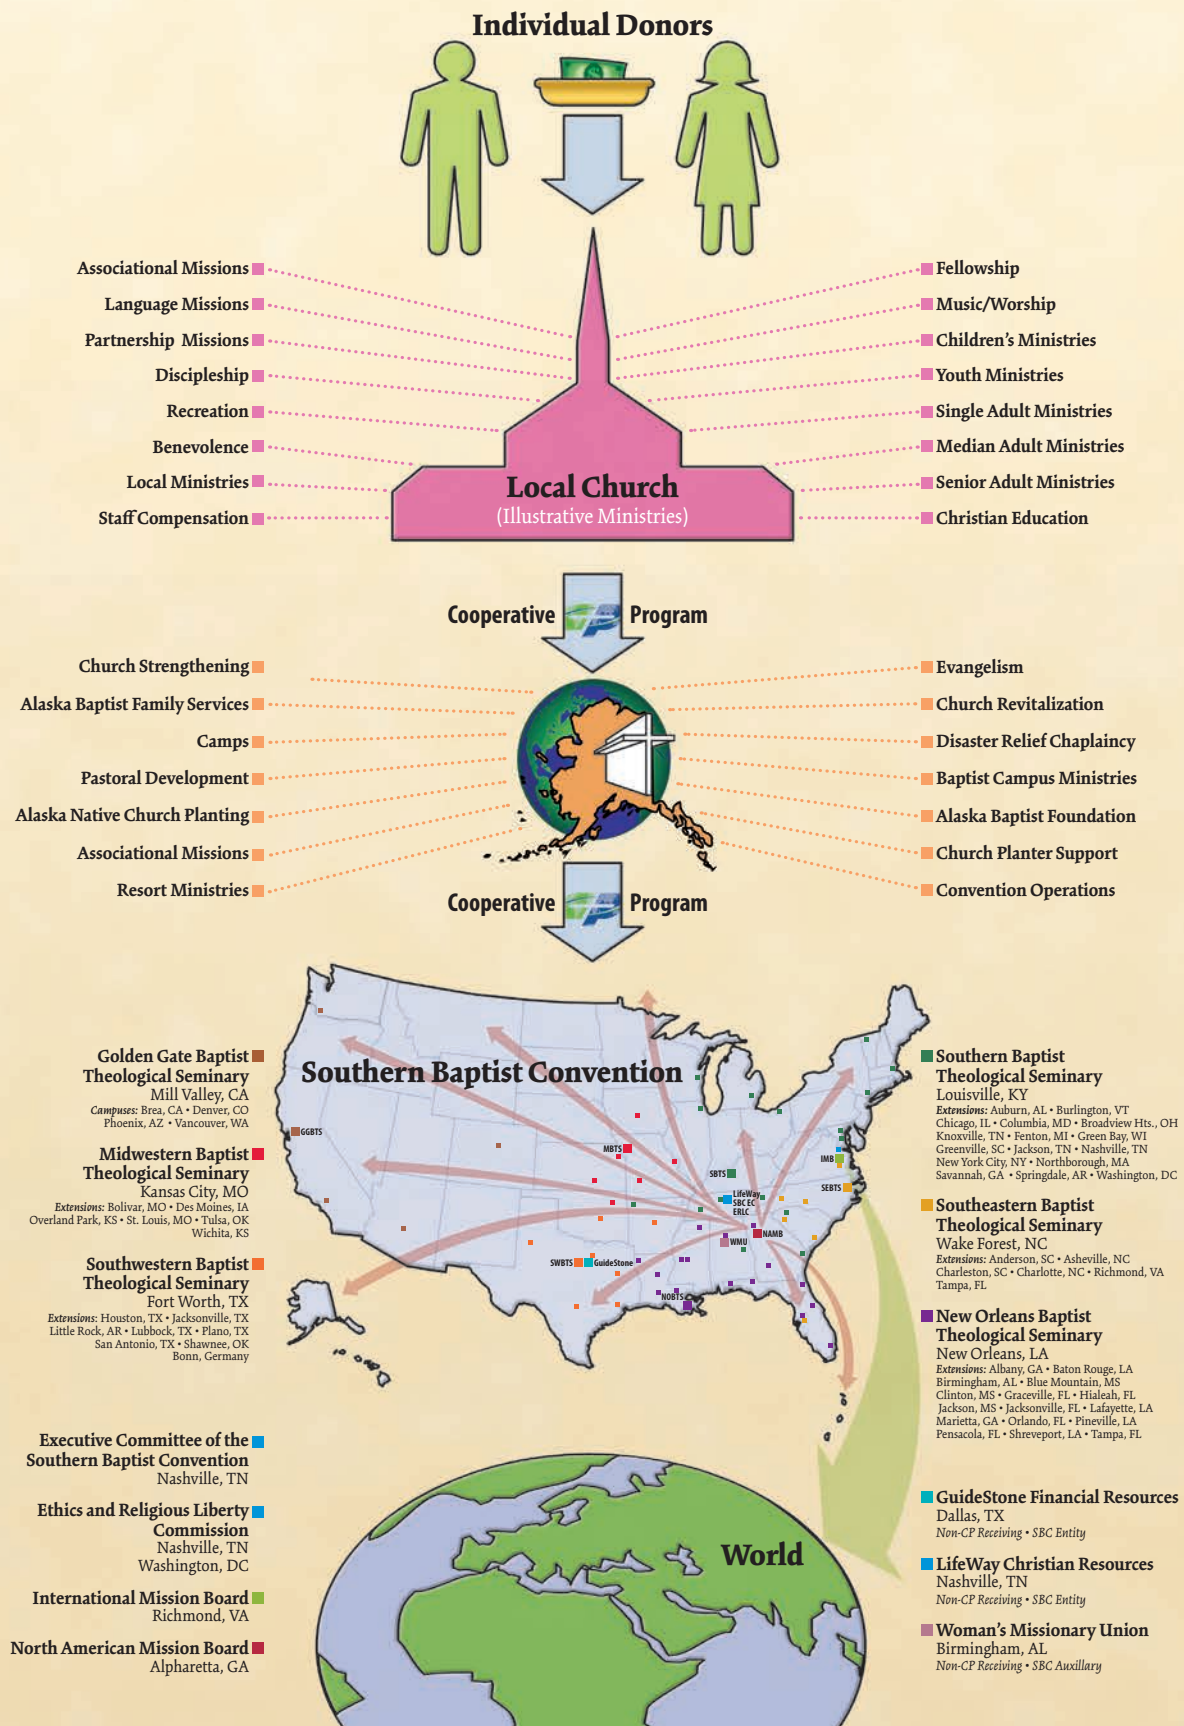 Individual Donors
Associational Missions
Language Missions
Partnership Missions
Discipleship
Recreation
Benevolence
Local Ministries
Staff Compensation
Fellowship
Music/Worship
Children's Ministries
Youth Ministries
Single Adult Ministries
Median Adult Ministries
Senior Adult Ministries
Christian Education
Local Church
(Illustrative Ministries)
Cooperative Program
Church Strengthening
Alaska Baptist Family Services
Camps
Pastoral Development
Alaska Native Church Planting
Associational Missions
Resort Ministries
Evangelism
Church Revitalization
Disaster Relief Chaplaincy
Baptist Campus Ministries
Alaska Baptist Foundation
Church Planter Support
Convention Operations
Cooperative Program
Southern Baptist Convention
GGBTS
MBTS
SBTS
IMB
SEBTS
LifeWay
SBC EC
ERLC
WMU
NAMB
SWBTS
GuideStone
NOBTS
Golden Gate Baptist
Theological Seminary
Mill Valley, CA
Campuses: Brea, CA • Denver, CO
Phoenix, AZ • Vancouver, WA
Midwestern Baptist
Theological Seminary
Kansas City, MO
Extensions: Bolivar, MO • Des Moines, IA
Overland Park, KS • St. Louis, MO • Tulsa, OK
Wichita, KS
Southwestern Baptist
Theological Seminary
Fort Worth, TX
Extensions: Houston, TX • Jacksonville, TX
Little Rock, AR • Lubbock, TX • Plano, TX
San Antonio, TX • Shawnee, OK
Bonn, Germany
Executive Committee of the
Southern Baptist Convention
Nashville, TN
Ethics and Religious Liberty
Commission
Nashville, TN
Washington, DC
International Mission Board
Richmond, VA
North American Mission Board
Alpharetta, GA
Southern Baptist
Theological Seminary
Louisville, KY
Extensions: Auburn, AL • Burlington, VT
Chicago, IL • Columbia, MD • Broadview Hts., OH
Knoxville, TN • Fenton, MI • Green Bay, WI
Greenville, SC • Jackson, TN • Nashville, TN
New York City, NY • Northborough, MA
Savannah, GA • Springdale, AR • Washington, DC
Southeastern Baptist
Theological Seminary
Wake Forest, NC
Extensions: Anderson, SC • Asheville, NC
Charleston, SC • Charlotte, NC • Richmond, VA
Tampa, FL
New Orleans Baptist
Theological Seminary
New Orleans, LA
Extensions: Albany, GA • Baton Rouge, LA
Birmingham, AL • Blue Mountain, MS
Clinton, MS • Graceville, FL • Hialeah, FL
Jackson, MS • Jacksonville, FL • Lafayette, LA
Marietta, GA • Orlando, FL • Pineville, LA
Pensacola, FL • Shreveport, LA • Tampa, FL
GuideStone Financial Resources
Dallas, TX
Non-CP Receiving • SBC Entity
LifeWay Christian Resources
Nashville, TN
Non-CP Receiving • SBC Entity
Woman's Missionary Union
Birmingham, AL
Non-CP Receiving • SBC Auxillary
World